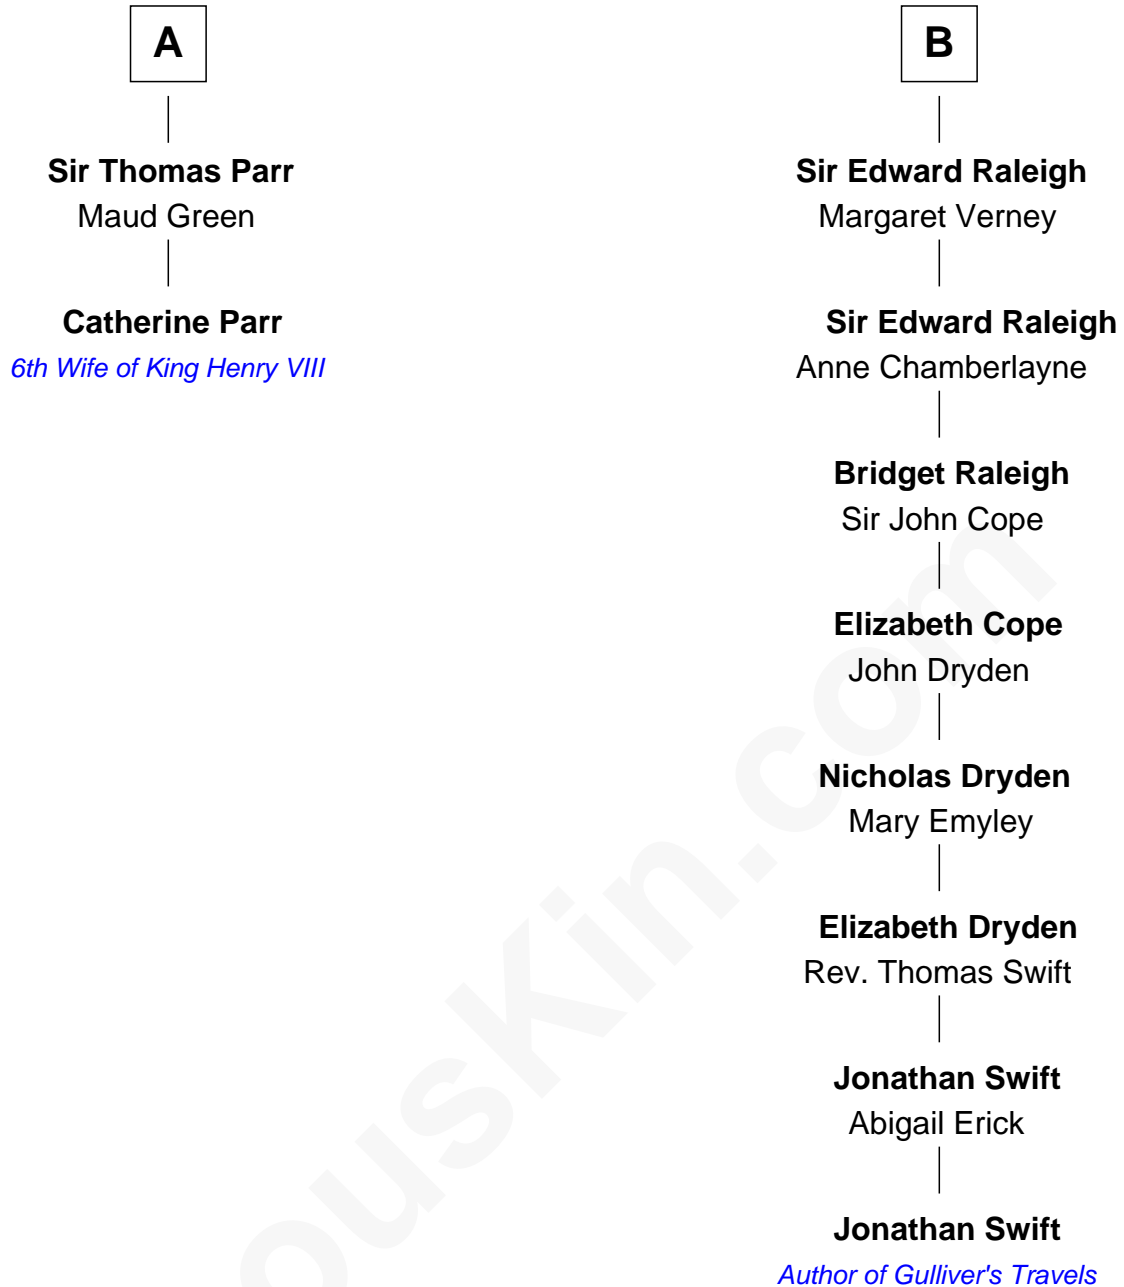 A
Sir Thomas Parr
Maud Green
Catherine Parr
6th Wife of King Henry VIII
B
Sir Edward Raleigh
Margaret Verney
Sir Edward Raleigh
Anne Chamberlayne
Bridget Raleigh
Sir John Cope
Elizabeth Cope
John Dryden
Nicholas Dryden
Mary Emyley
Elizabeth Dryden
Rev. Thomas Swift
Jonathan Swift
Abigail Erick
Jonathan Swift
Author of Gulliver's Travels
ousKin.com